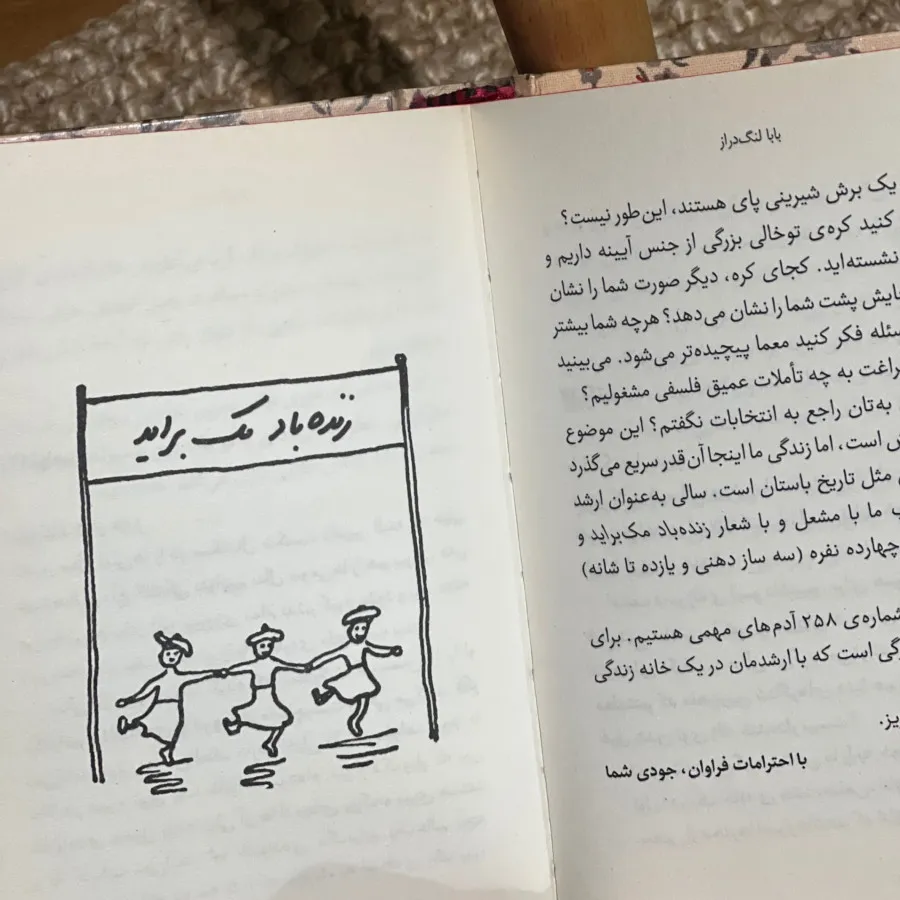 بابا لنگ‌دراز
یک برش شیرینی پای هستند، این‌طور نیست؟
کنید کره‌ی توخالی بزرگی از جنس آیینه داریم و
نشسته‌اید. کجای کره، دیگر صورت شما را نشان
پشت شما را نشان می‌دهد؟ هرچه شما بیشتر
فکر کنید معما پیچیده‌تر می‌شود. می‌بینید
به چه تأملات عمیق فلسفی مشغولیم؟
به‌تان راجع به انتخابات نگفتم؟ این موضوع
است، اما زندگی ما اینجا آن‌قدر سریع می‌گذرد
مثل تاریخ باستان است. سالی به‌عنوان ارشد
ما با مشعل و با شعار زنده‌باد مک‌براید و
چهارده نفره (سه ساز دهنی و یازده تا شانه)
شماره‌ی ۲۵۸ آدم‌های مهمی هستیم. برای
است که با ارشدمان در یک خانه زندگی
با احترامات فراوان، جودی شما
زنده باد مک براید